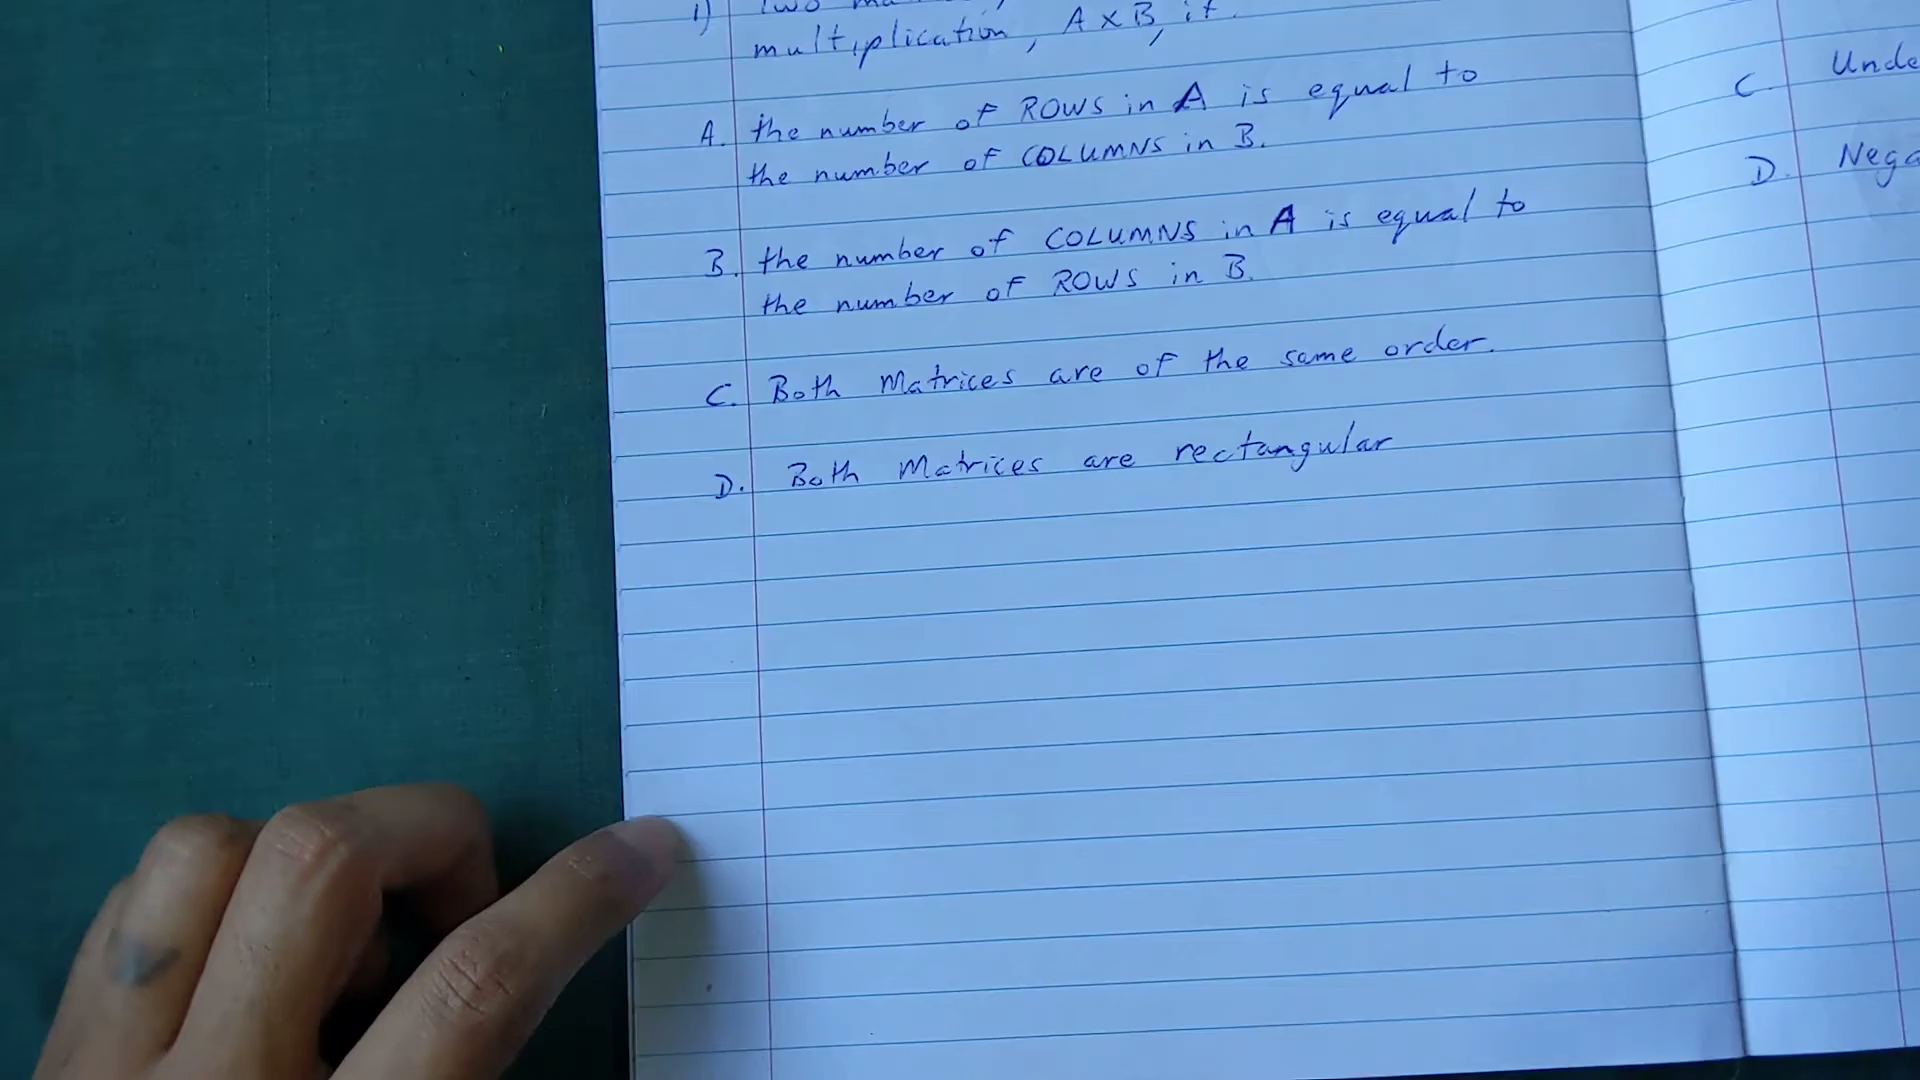 1) Two
multiplication, A x B, if
A. the number of ROWS in A is equal to
the number of COLUMNS in B.
B. the number of COLUMNS in A is equal to
the number of ROWS in B.
C. Both Matrices are of the same order.
D. Both Matrices are rectangular
C. Unde
D. Nega